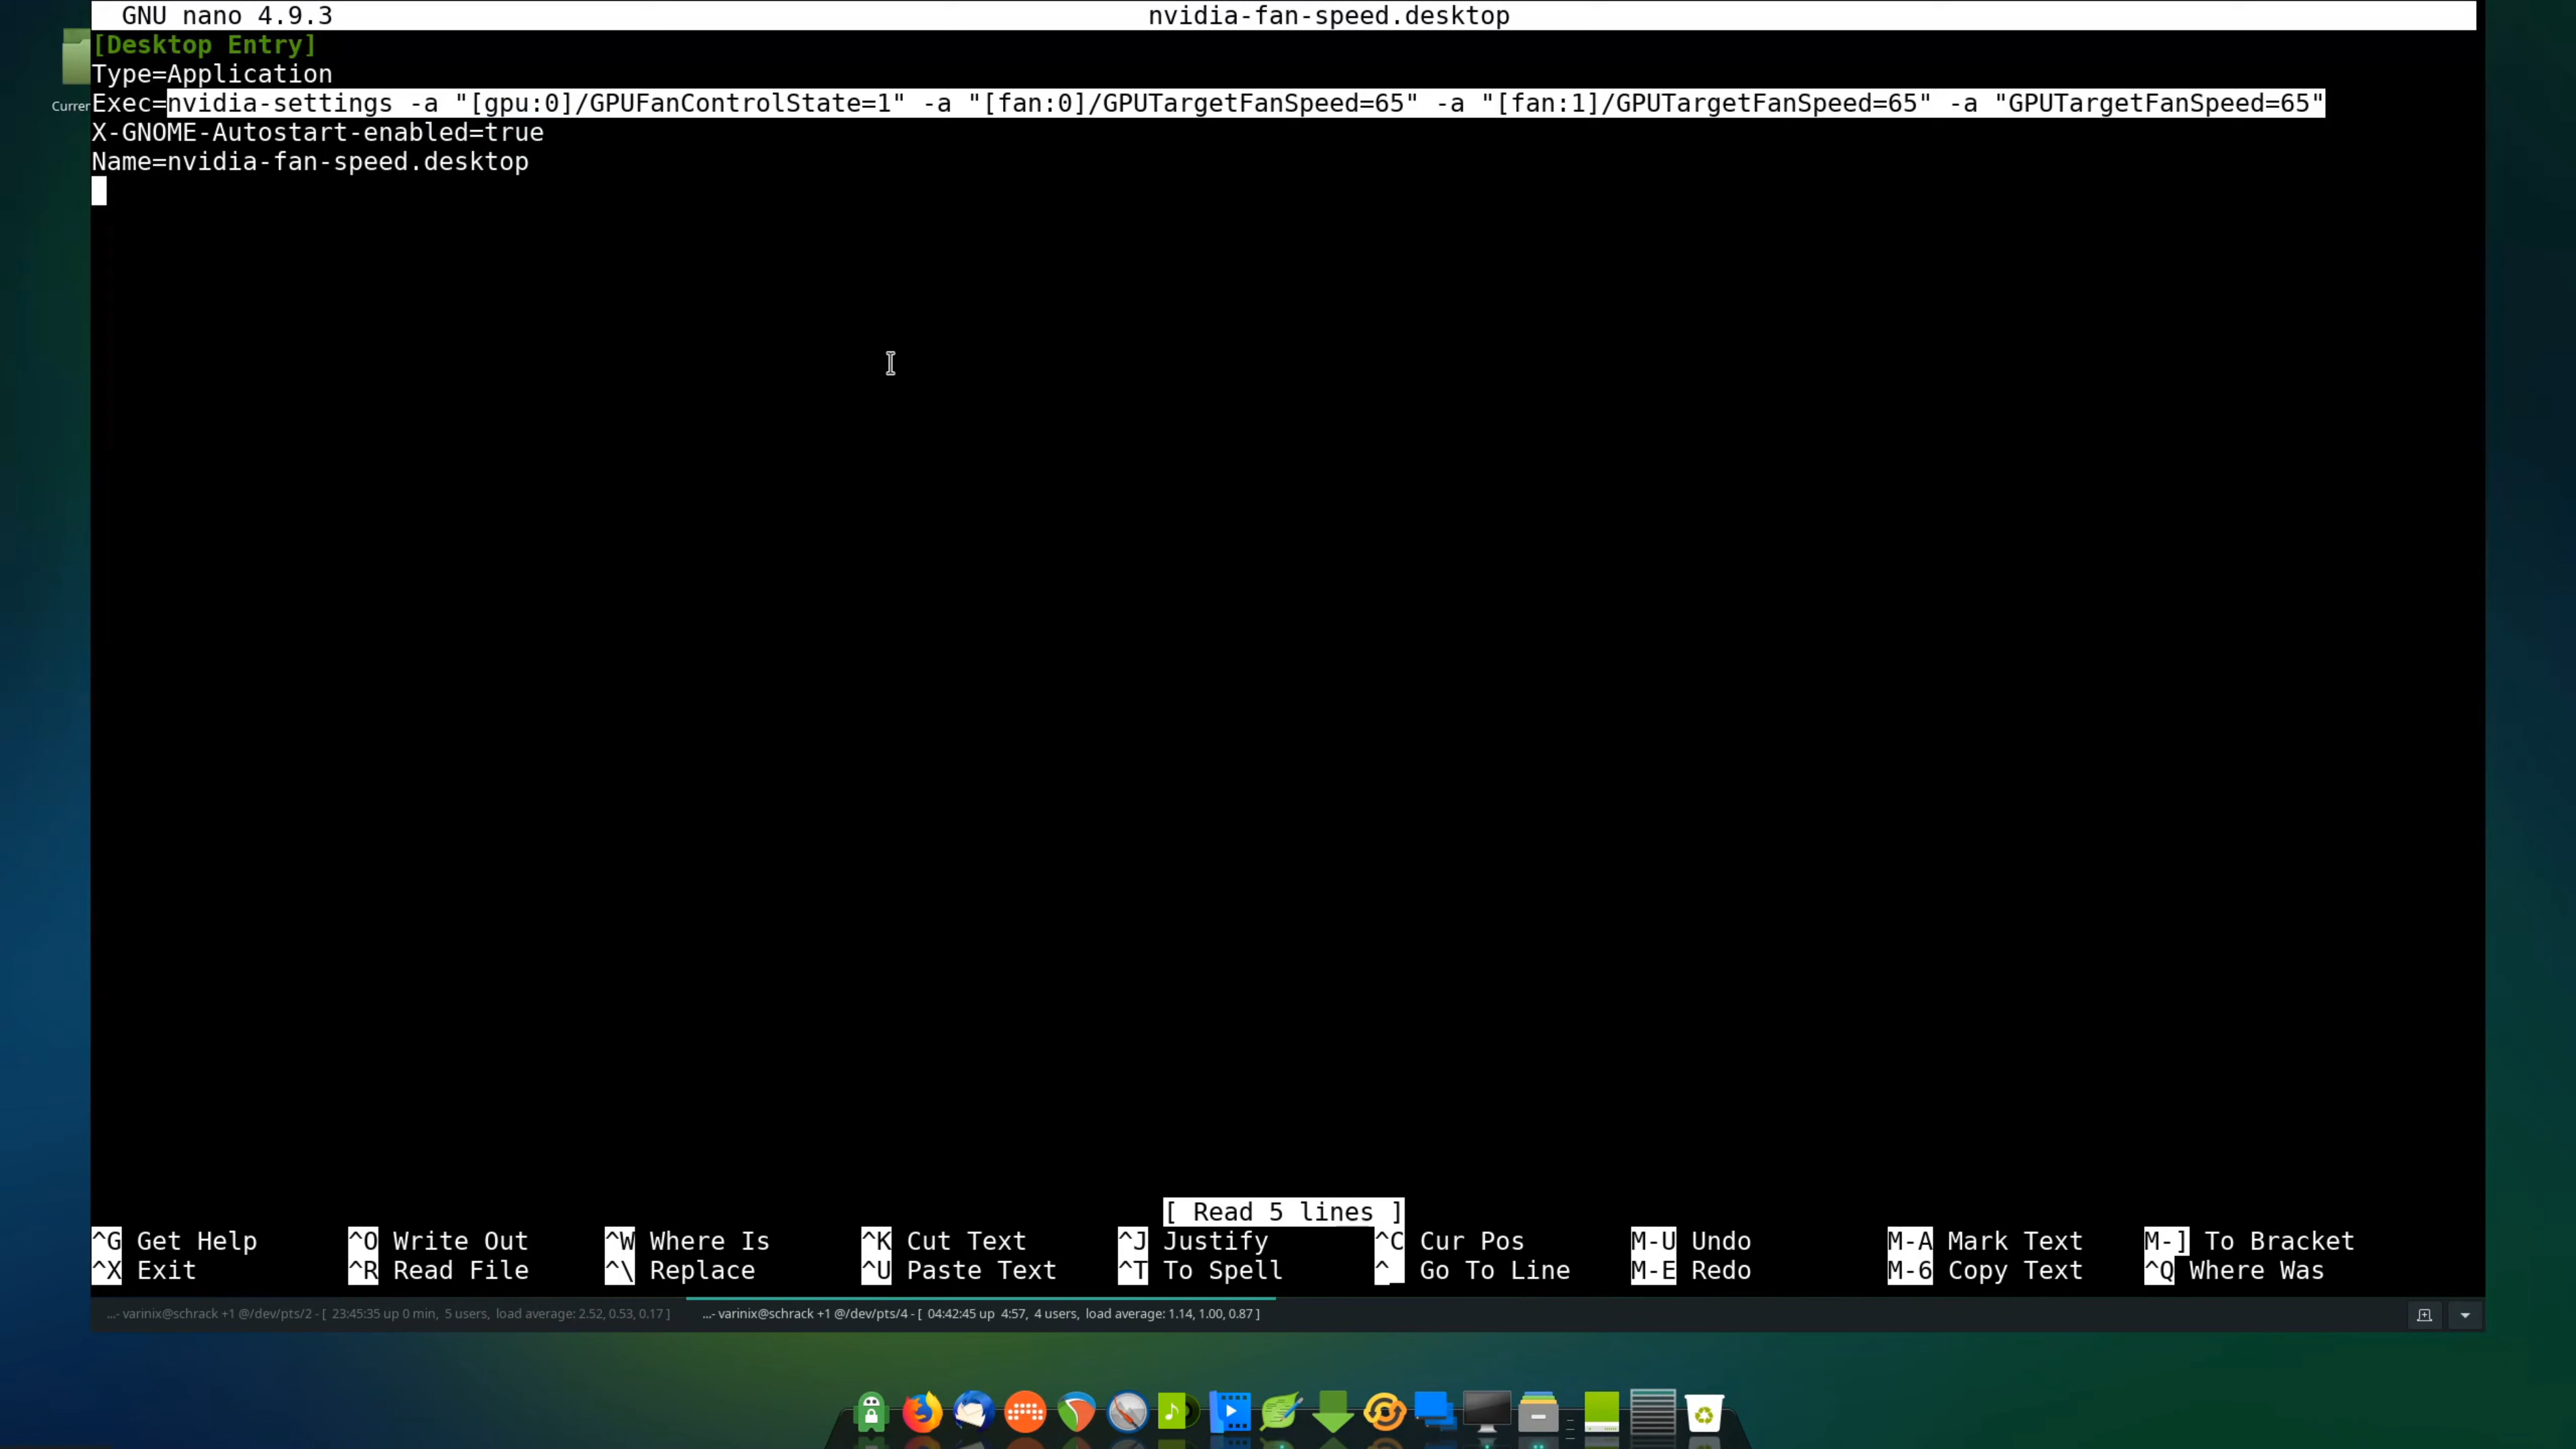 GNU nano 4.9.3 nvidia-fan-speed.desktop
[Desktop Entry]
Type=Application
Exec=nvidia-settings -a "[gpu:0]/GPUFanControlState=1" -a "[fan:0]/GPUTargetFanSpeed=65" -a "[fan:1]/GPUTargetFanSpeed=65" -a "GPUTargetFanSpeed=65"
X-GNOME-Autostart-enabled=true
Name=nvidia-fan-speed.desktop
Curren
[ Read 5 lines ]
^G Get Help ^O Write Out ^W Where Is ^K Cut Text ^J Justify ^C Cur Pos M-U Undo M-A Mark Text M-] To Bracket
^X Exit ^R Read File ^\ Replace ^U Paste Text ^T To Spell ^_ Go To Line M-E Redo M-6 Copy Text ^Q Where Was
...- varinix@schrack +1 @/dev/pts/2 - [ 23:45:35 up 0 min, 5 users, load average: 2.52, 0.53, 0.17 ] ...- varinix@schrack +1 @/dev/pts/4 - [ 04:42:45 up 4:57, 4 users, load average: 1.14, 1.00, 0.87 ]